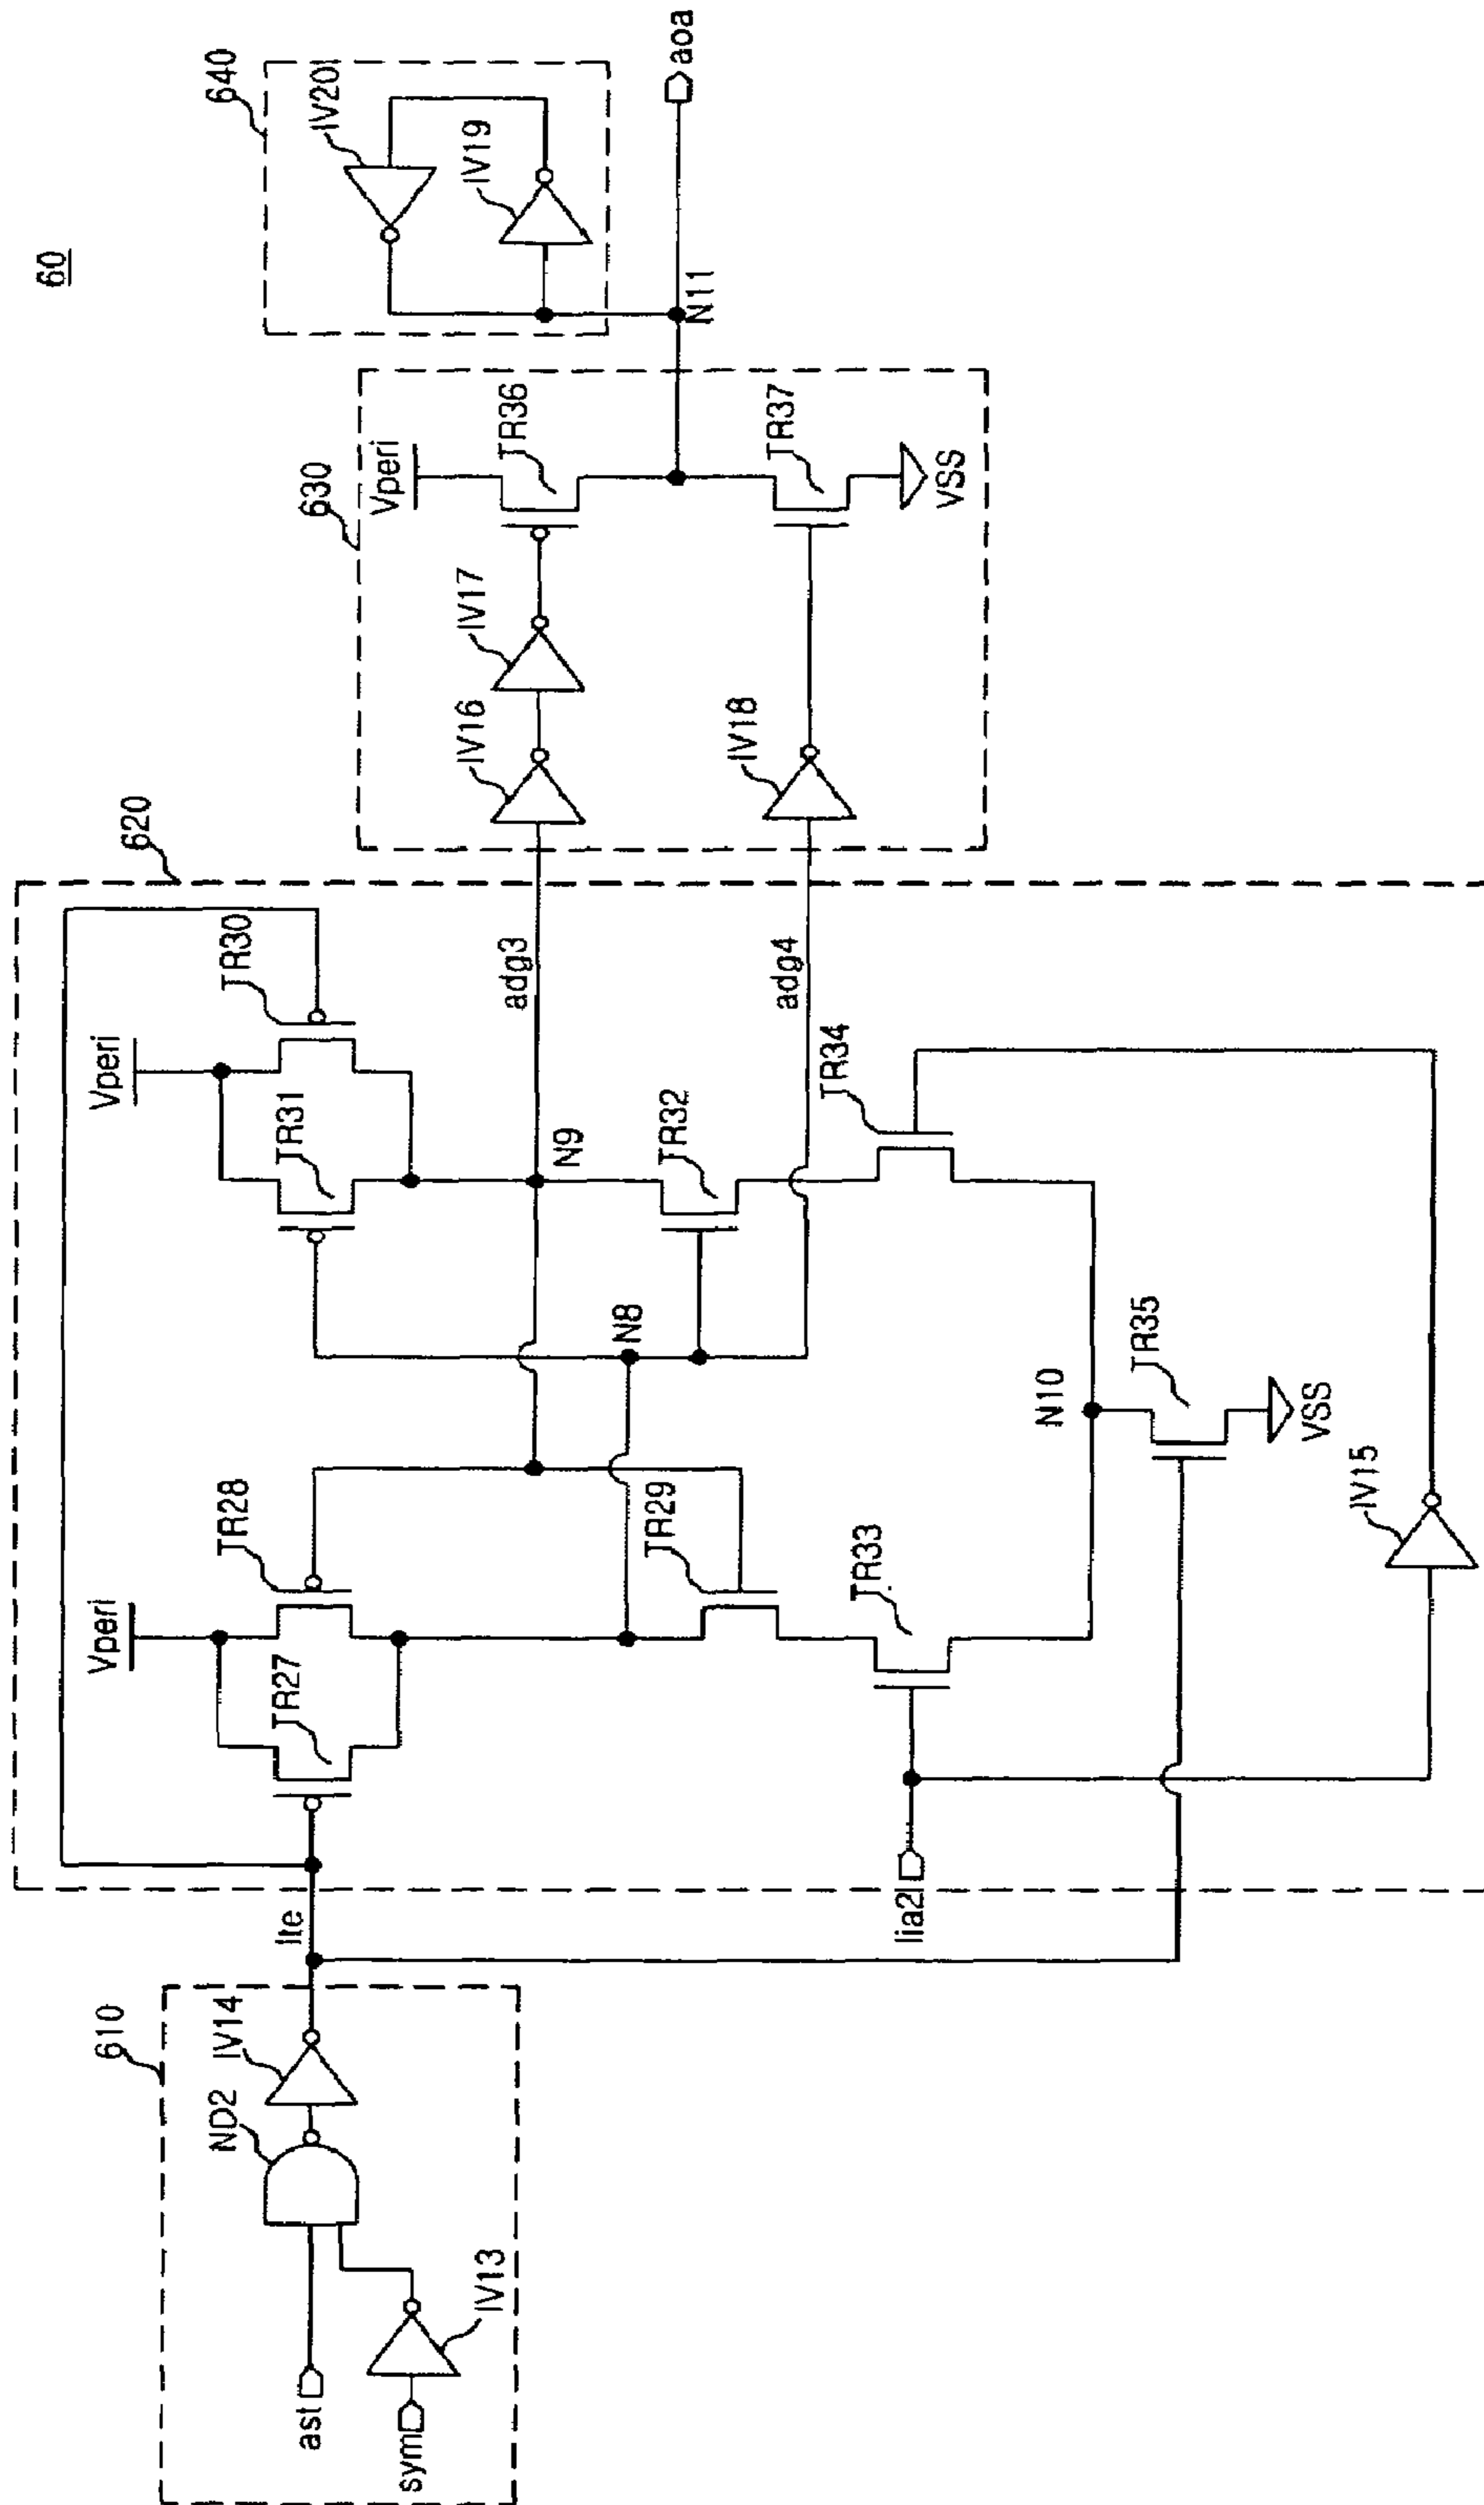 60
610
ast
sym
ND2
IV14
IV13
lte
620
Vperi
TR27
TR28
Vperi
TR31
TR30
N8
N9
adg3
adg4
TR29
TR32
lia2
TR33
TR34
N10
TR35
VSS
IV15
630
Vperi
IV16
IV17
TR36
IV18
TR37
VSS
640
IV20
IV19
N11
aoa